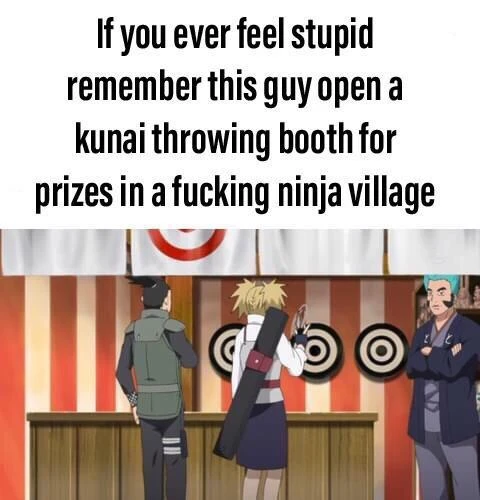 If you ever feel stupid
remember this guy open a
kunai throwing booth for
prizes in a fucking ninja village